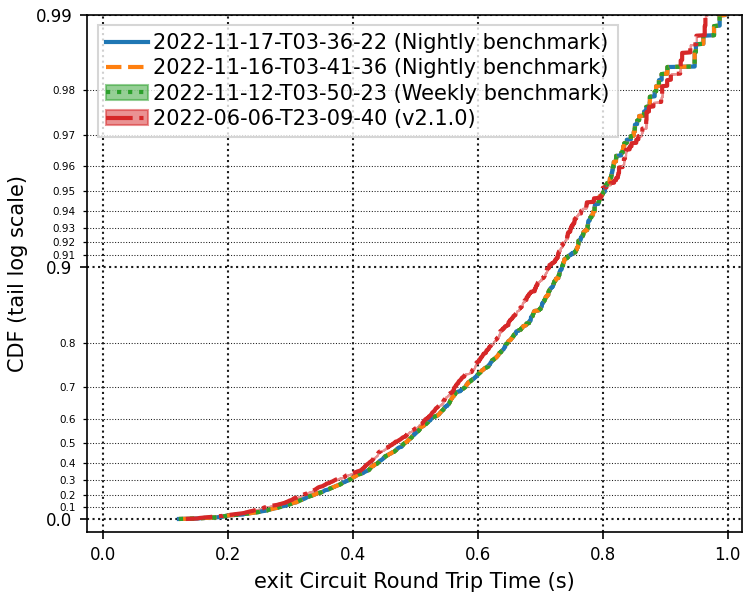 0.99
2022-11-17-T03-36-22 (Nightly benchmark)
2022-11-16-T03-41-36 (Nightly benchmark)
2022-11-12-T03-50-23 (Weekly benchmark)
2022-06-06-T23-09-40 (v2.1.0)
0.98
0.97
0.96
0.95
0.94
0.93
0.92
0.91
0.9
0.8
0.7
0.6
0.5
0.4
0.3
0.2
0.1
0.0
CDF (tail log scale)
0.0 0.2 0.4 0.6 0.8 1.0
exit Circuit Round Trip Time (s)